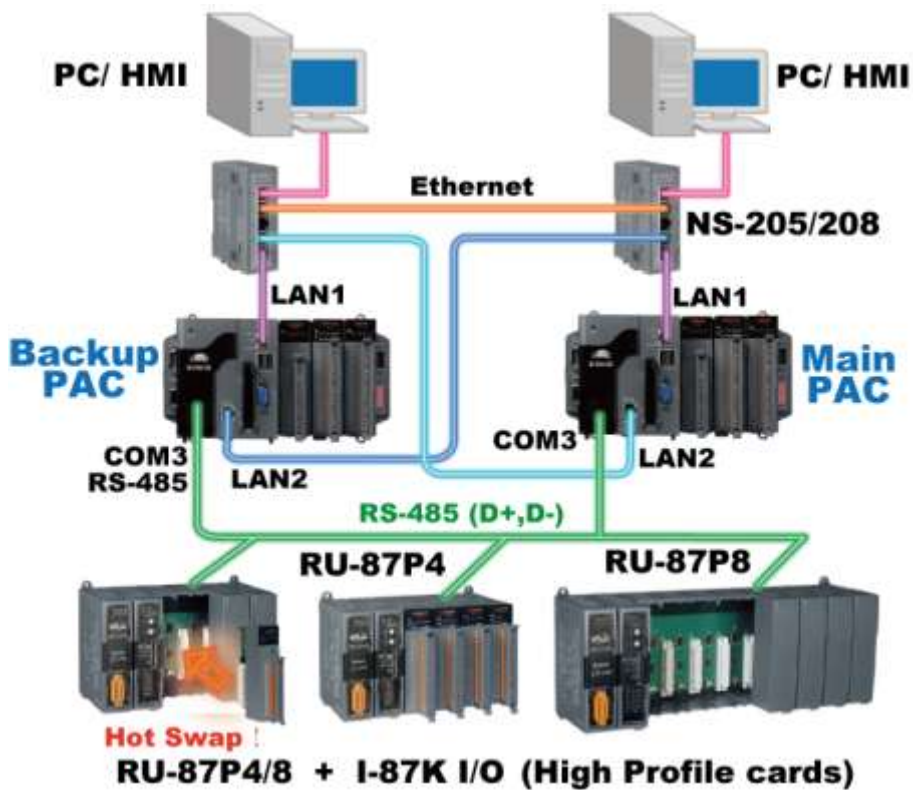 PC/ HMI
PC/ HMI
Ethernet
NS-205/208
LAN1
LAN1
Backup
PAC
Main
PAC
COM3
RS-485
LAN2
COM3
LAN2
RS-485 (D+,D-)
RU-87P4
RU-87P8
Hot Swap !
RU-87P4/8 + I-87K I/O (High Profile cards)